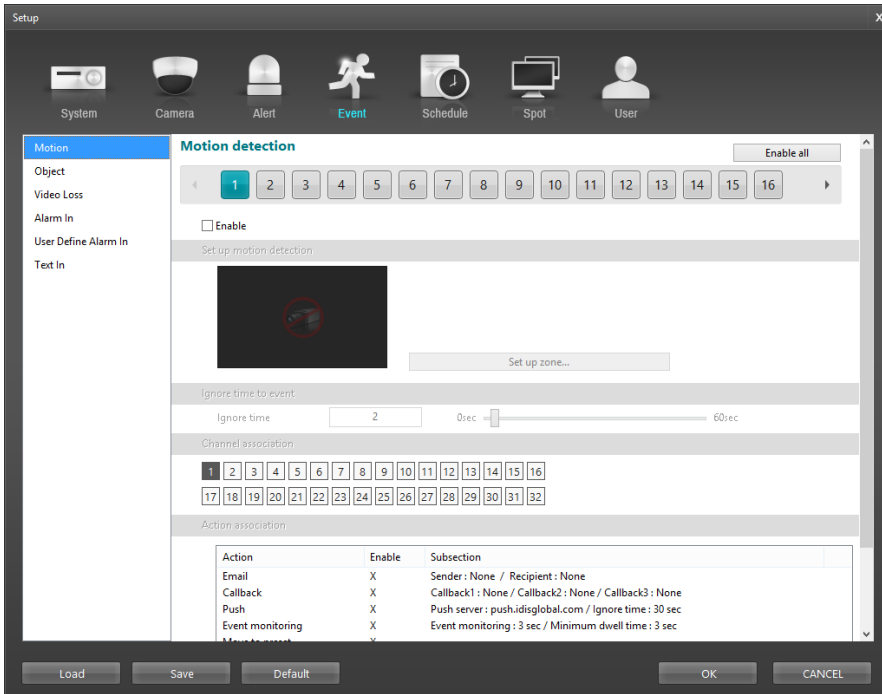 Setup X
System Camera Alert Event Schedule Spot User
Motion
Object
Video Loss
Alarm In
User Define Alarm In
Text In
Motion detection
Enable all
1 2 3 4 5 6 7 8 9 10 11 12 13 14 15 16
Enable
Set up motion detection
Set up zone...
Ignore time to event
Ignore time 2 0sec 60sec
Channel association
1 2 3 4 5 6 7 8 9 10 11 12 13 14 15 16
17 18 19 20 21 22 23 24 25 26 27 28 29 30 31 32
Action association
Action Enable Subsection
Email X Sender : None / Recipient : None
Callback X Callback1 : None / Callback2 : None / Callback3 : None
Push X Push server : push.idisglobal.com / Ignore time : 30 sec
Event monitoring X Event monitoring : 3 sec / Minimum dwell time : 3 sec
Move to preset X
Load Save Default OK CANCEL